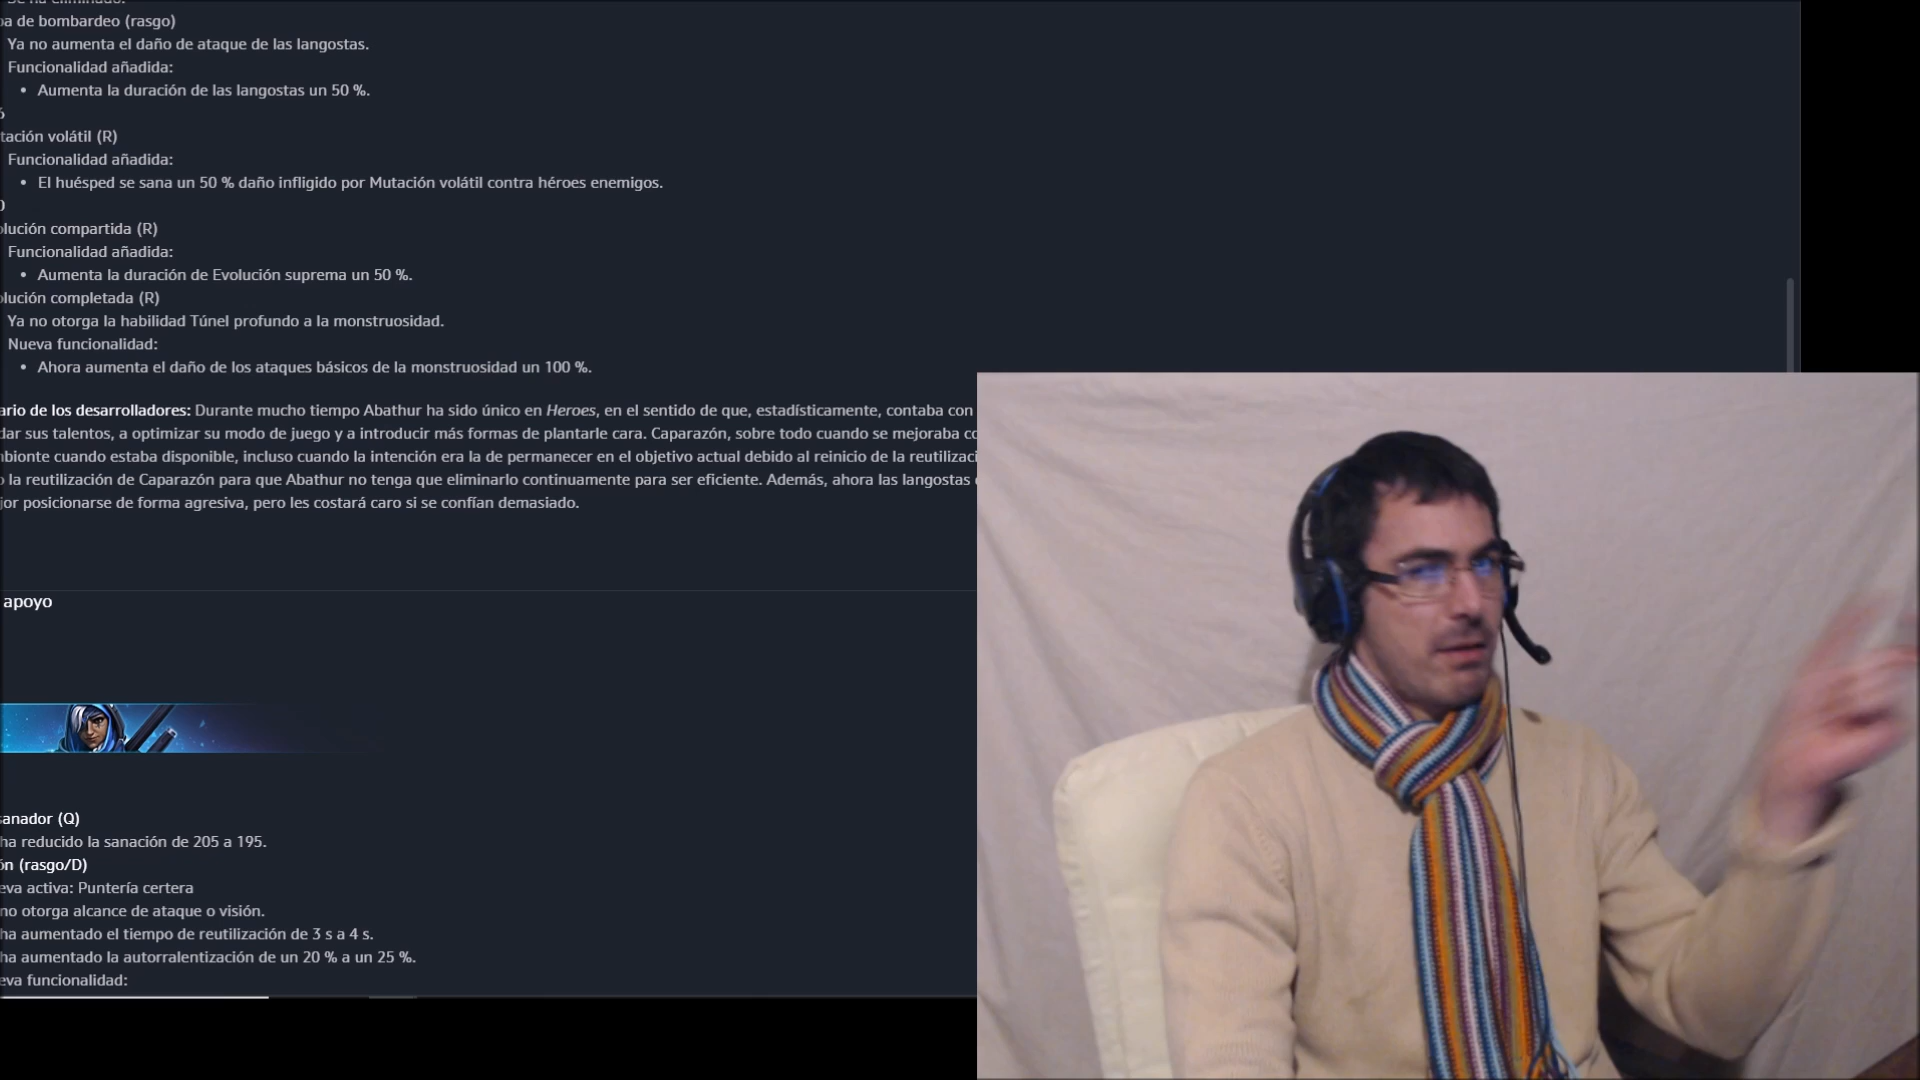 Se ha eliminado.
ba de bombardeo (rasgo)
Ya no aumenta el daño de ataque de las langostas.
Funcionalidad añadida:
• Aumenta la duración de las langostas un 50 %.
6
tación volátil (R)
Funcionalidad añadida:
• El huésped se sana un 50 % daño infligido por Mutación volátil contra héroes enemigos.
0
olución compartida (R)
Funcionalidad añadida:
• Aumenta la duración de Evolución suprema un 50 %.
olución completada (R)
Ya no otorga la habilidad Túnel profundo a la monstruosidad.
Nueva funcionalidad:
• Ahora aumenta el daño de los ataques básicos de la monstruosidad un 100 %.
ario de los desarrolladores: Durante mucho tiempo Abathur ha sido único en Heroes, en el sentido de que, estadísticamente, contaba con
dar sus talentos, a optimizar su modo de juego y a introducir más formas de plantarle cara. Caparazón, sobre todo cuando se mejoraba co
mbionte cuando estaba disponible, incluso cuando la intención era la de permanecer en el objetivo actual debido al reinicio de la reutilizaci
o la reutilización de Caparazón para que Abathur no tenga que eliminarlo continuamente para ser eficiente. Además, ahora las langostas
jor posicionarse de forma agresiva, pero les costará caro si se confían demasiado.
apoyo
sanador (Q)
ha reducido la sanación de 205 a 195.
ón (rasgo/D)
eva activa: Puntería certera
no otorga alcance de ataque o visión.
ha aumentado el tiempo de reutilización de 3 s a 4 s.
ha aumentado la autorralentización de un 20 % a un 25 %.
eva funcionalidad: